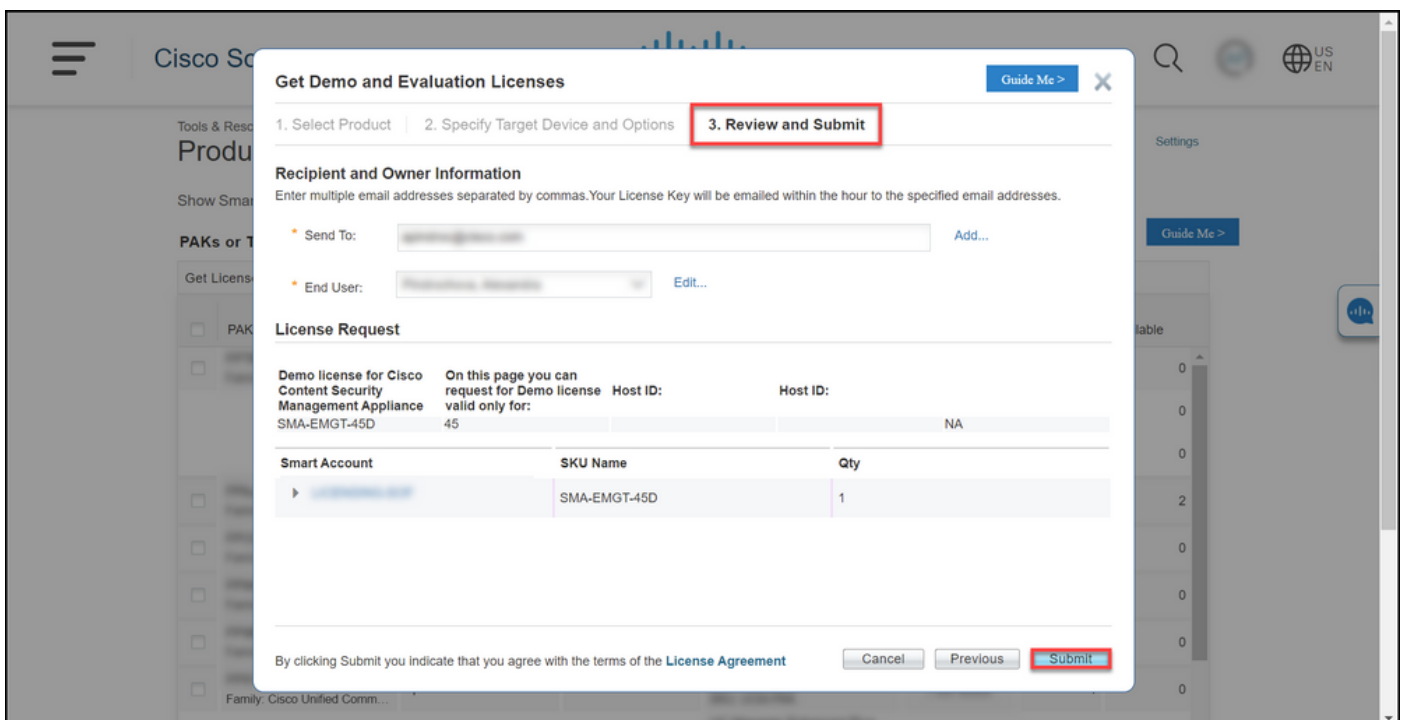 Cisco So
US
EN
Get Demo and Evaluation Licenses
Guide Me >
1. Select Product
2. Specify Target Device and Options
3. Review and Submit
Tools & Reso
Produ
Settings
Recipient and Owner Information
Enter multiple email addresses separated by commas.Your License Key will be emailed within the hour to the specified email addresses.
Show Smar
* Send To:
Add...
PAKs or T
Guide Me >
Get Licens
* End User:
Edit...
PAK
License Request
lable
Demo license for Cisco
Content Security
Management Appliance
On this page you can
request for Demo license
valid only for:
Host ID:
Host ID:
SMA-EMGT-45D
45
NA
0
0
0
2
0
0
0
0
Smart Account
SKU Name
Qty
SMA-EMGT-45D
1
By clicking Submit you indicate that you agree with the terms of the License Agreement
Cancel
Previous
Submit
Family: Cisco Unified Comm...